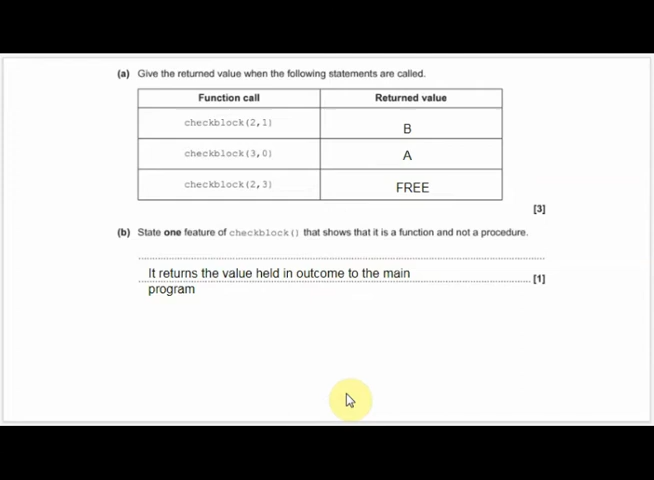 (a) Give the returned value when the following statements are called.
Function call Returned value
checkblock(2,1) B
checkblock(3,0) A
checkblock(2,3) FREE
[3]
(b) State one feature of checkblock() that shows that it is a function and not a procedure.
It returns the value held in outcome to the main [1]
program